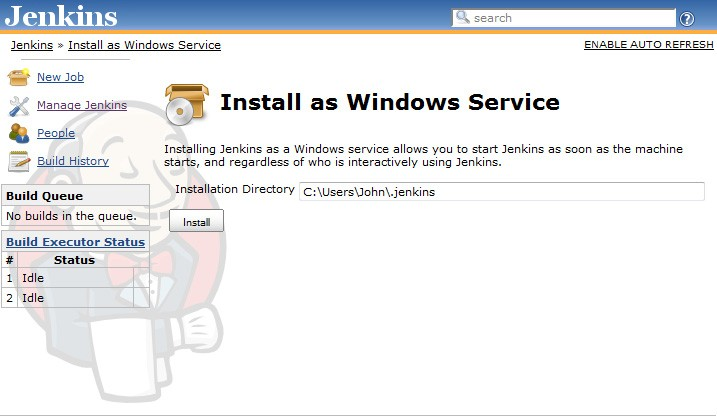 Jenkins
search
?
Jenkins » Install as Windows Service
ENABLE AUTO REFRESH
New Job
Manage Jenkins
People
Build History
Build Queue
No builds in the queue.
Build Executor Status
# Status
1 Idle
2 Idle
Install as Windows Service
Installing Jenkins as a Windows service allows you to start Jenkins as soon as the machine
starts, and regardless of who is interactively using Jenkins.
Installation Directory C:\Users\John\.jenkins
Install